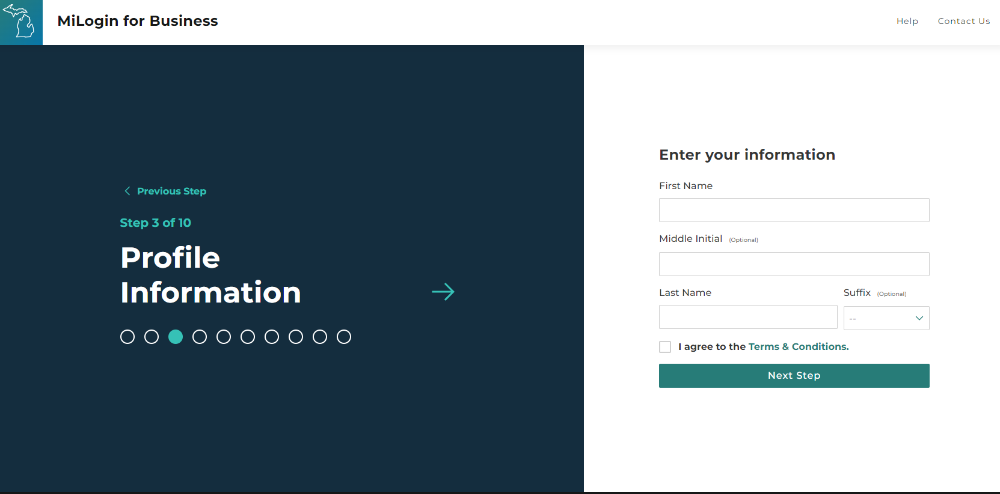 MiLogin for Business
Help
Contact Us
Previous Step
Step 3 of 10
Profile
Information
Enter your information
First Name
Middle Initial (Optional)
Last Name
Suffix (Optional)
--
I agree to the Terms & Conditions.
Next Step